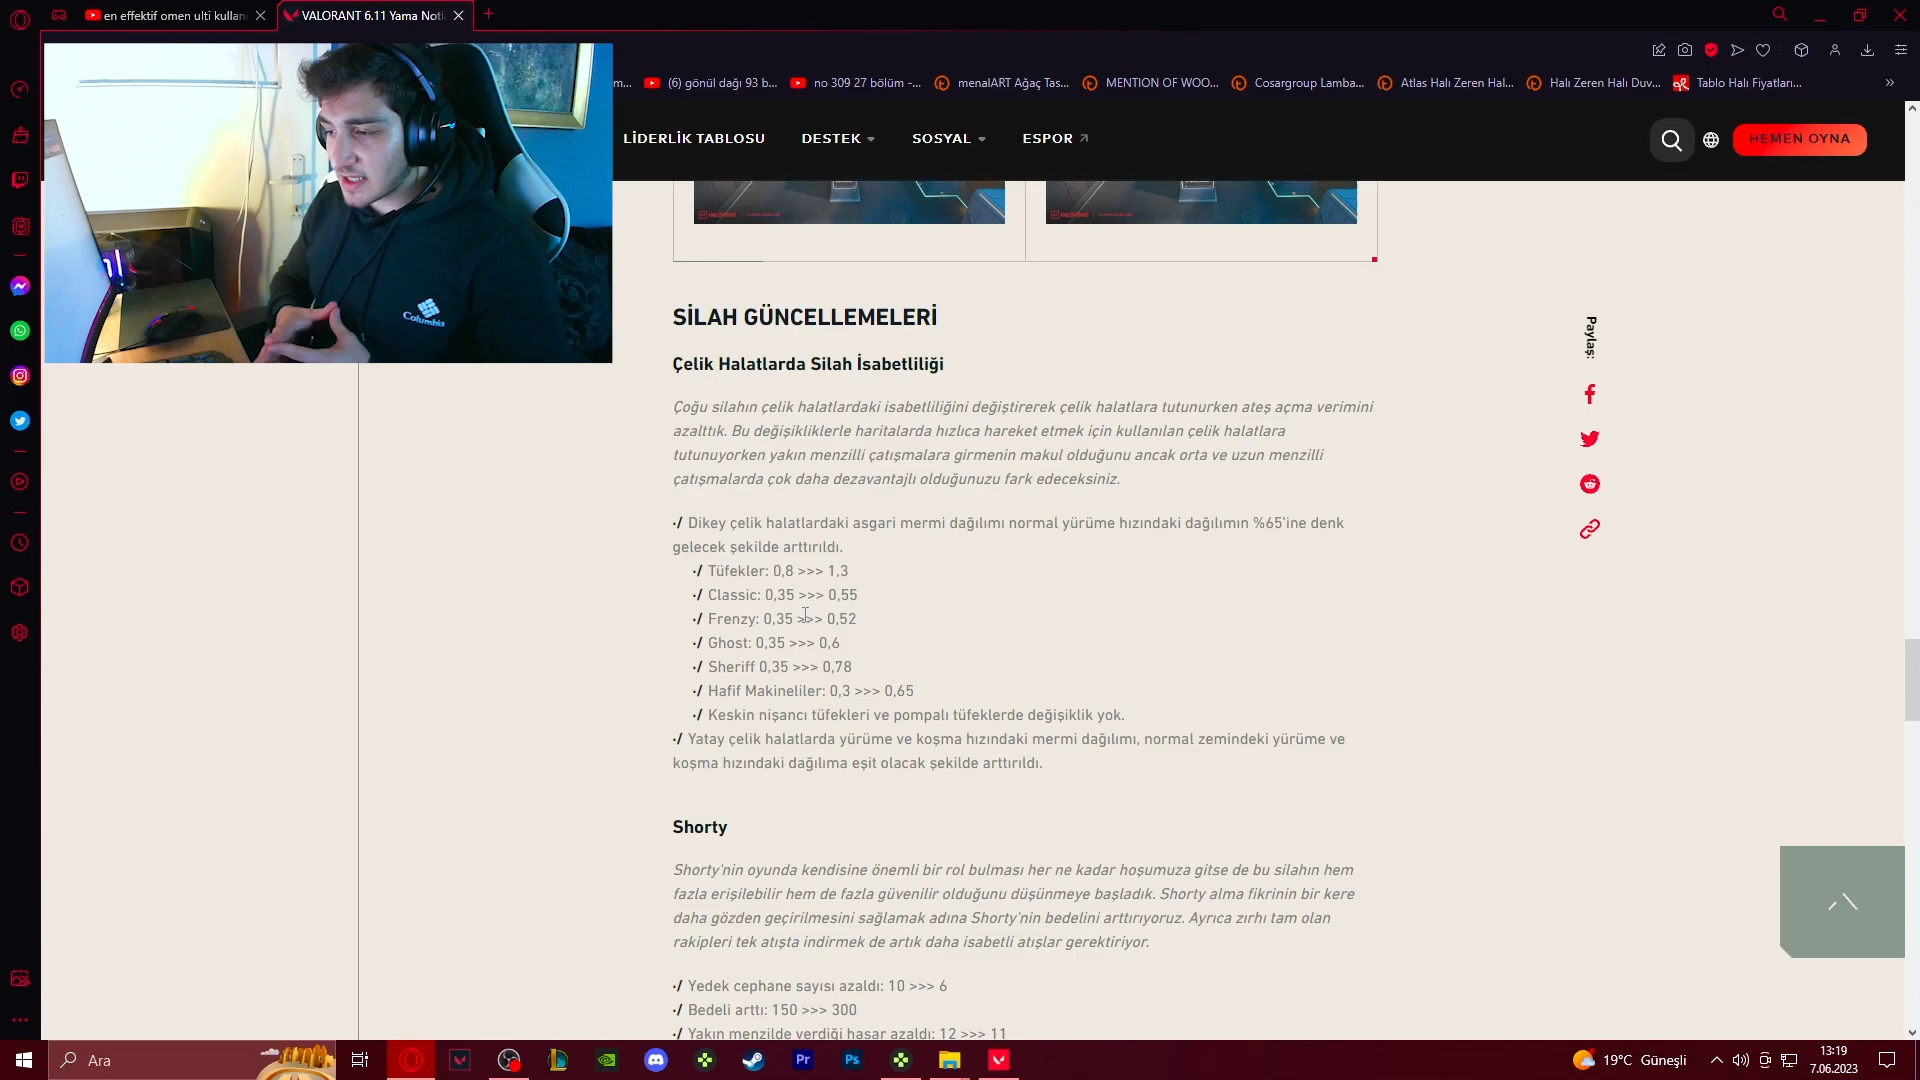 en effektif omen ulti kullan
VALORANT 6.11 Yama Notl
m...
(6) gönül dağı 93 b...
no 309 27 bölüm -...
menalART Ağaç Tas...
MENTION OF WOO...
Cosargroup Lamba...
Atlas Halı Zeren Hal...
Halı Zeren Halı Duv...
Tablo Halı Fiyatları...
LİDERLİK TABLOSU
DESTEK
SOSYAL
ESPOR
HEMEN OYNA
Columbia
SİLAH GÜNCELLEMELERİ
Çelik Halatlarda Silah İsabetliliği
Çoğu silahın çelik halatlardaki isabetliliğini değiştirerek çelik halatlara tutunurken ateş açma verimini
azalttık. Bu değişikliklerle haritalarda hızlıca hareket etmek için kullanılan çelik halatlara
tutunuyorken yakın menzilli çatışmalara girmenin makul olduğunu ancak orta ve uzun menzilli
çatışmalarda çok daha dezavantajlı olduğunuzu fark edeceksiniz.
·/ Dikey çelik halatlardaki asgari mermi dağılımı normal yürüme hızındaki dağılımın %65'ine denk
gelecek şekilde arttırıldı.
·/ Tüfekler: 0,8 >>> 1,3
·/ Classic: 0,35 >>> 0,55
·/ Frenzy: 0,35 >>> 0,52
·/ Ghost: 0,35 >>> 0,6
·/ Sheriff 0,35 >>> 0,78
·/ Hafif Makineliler: 0,3 >>> 0,65
·/ Keskin nişancı tüfekleri ve pompalı tüfeklerde değişiklik yok.
·/ Yatay çelik halatlarda yürüme ve koşma hızındaki mermi dağılımı, normal zemindeki yürüme ve
koşma hızındaki dağılıma eşit olacak şekilde arttırıldı.
Shorty
Shorty'nin oyunda kendisine önemli bir rol bulması her ne kadar hoşumuza gitse de bu silahın hem
fazla erişilebilir hem de fazla güvenilir olduğunu düşünmeye başladık. Shorty alma fikrinin bir kere
daha gözden geçirilmesini sağlamak adına Shorty'nin bedelini arttırıyoruz. Ayrıca zırhı tam olan
rakipleri tek atışta indirmek de artık daha isabetli atışlar gerektiriyor.
·/ Yedek cephane sayısı azaldı: 10 >>> 6
·/ Bedeli arttı: 150 >>> 300
·/ Yakın menzilde verdiği hasar azaldı: 12 >>> 11
Paylaş:
Ara
Pr
Ps
19°C Güneşli
13:19
7.06.2023